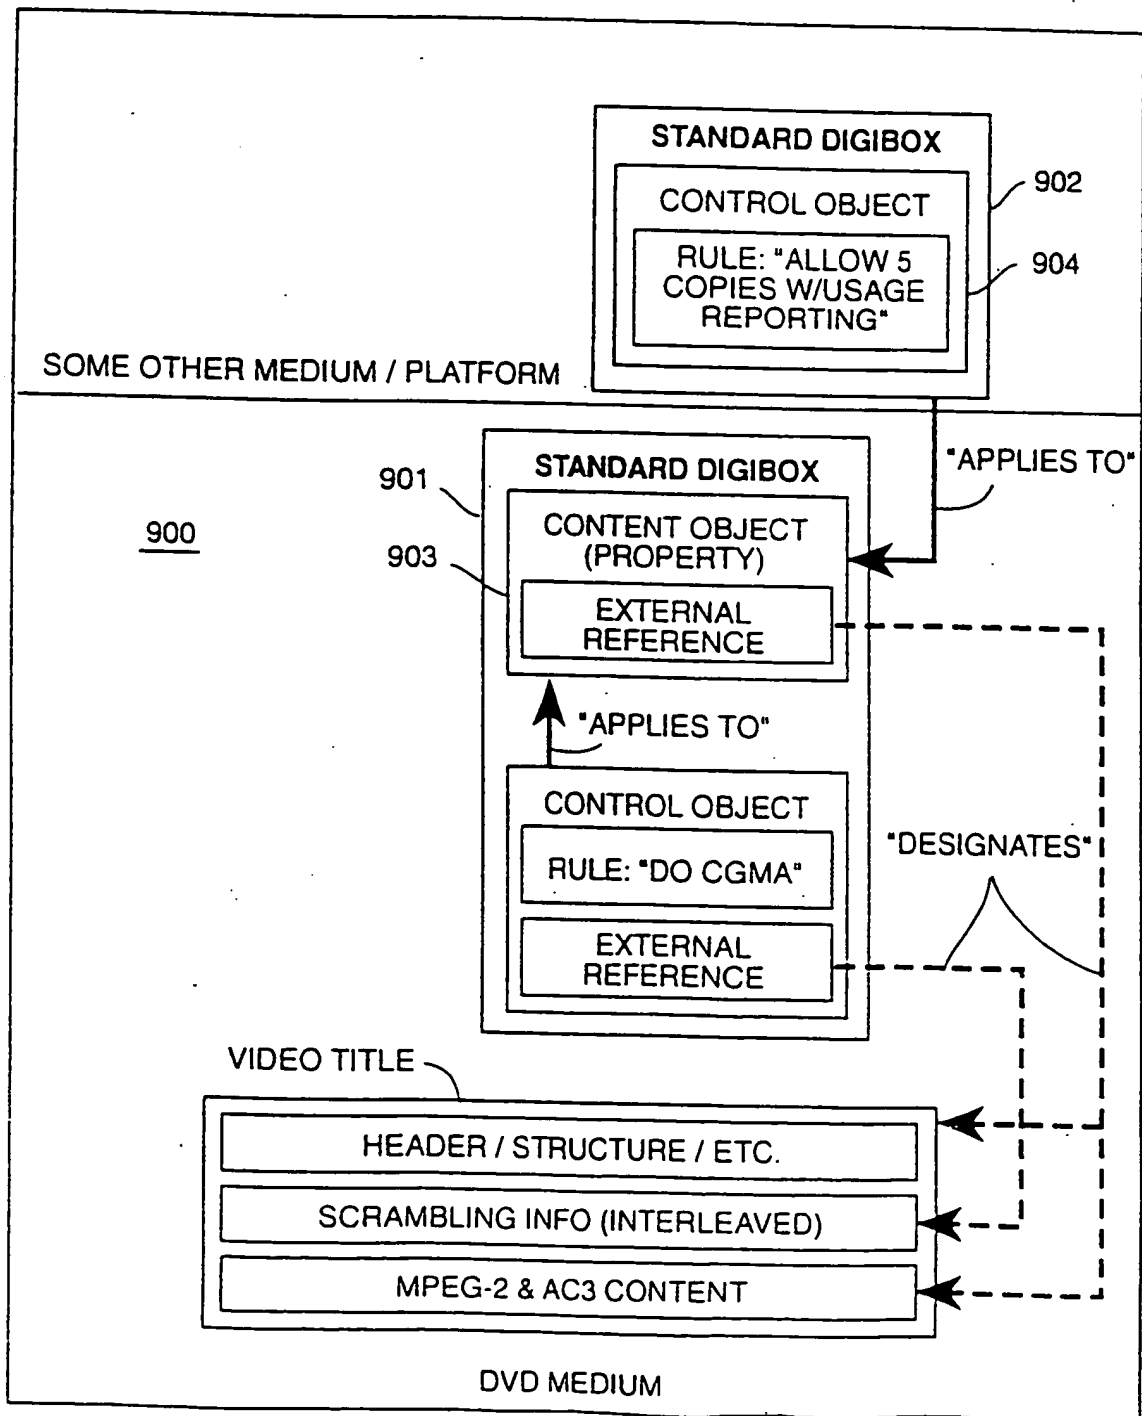 STANDARD DIGIBOX
902
CONTROL OBJECT
RULE: "ALLOW 5
COPIES W/USAGE
REPORTING"
904
SOME OTHER MEDIUM / PLATFORM
"APPLIES TO"
STANDARD DIGIBOX
901
900
CONTENT OBJECT
(PROPERTY)
903
EXTERNAL
REFERENCE
"APPLIES TO"
CONTROL OBJECT
"DESIGNATES"
RULE: "DO CGMA"
EXTERNAL
REFERENCE
VIDEO TITLE
HEADER / STRUCTURE / ETC.
SCRAMBLING INFO (INTERLEAVED)
MPEG-2 & AC3 CONTENT
DVD MEDIUM